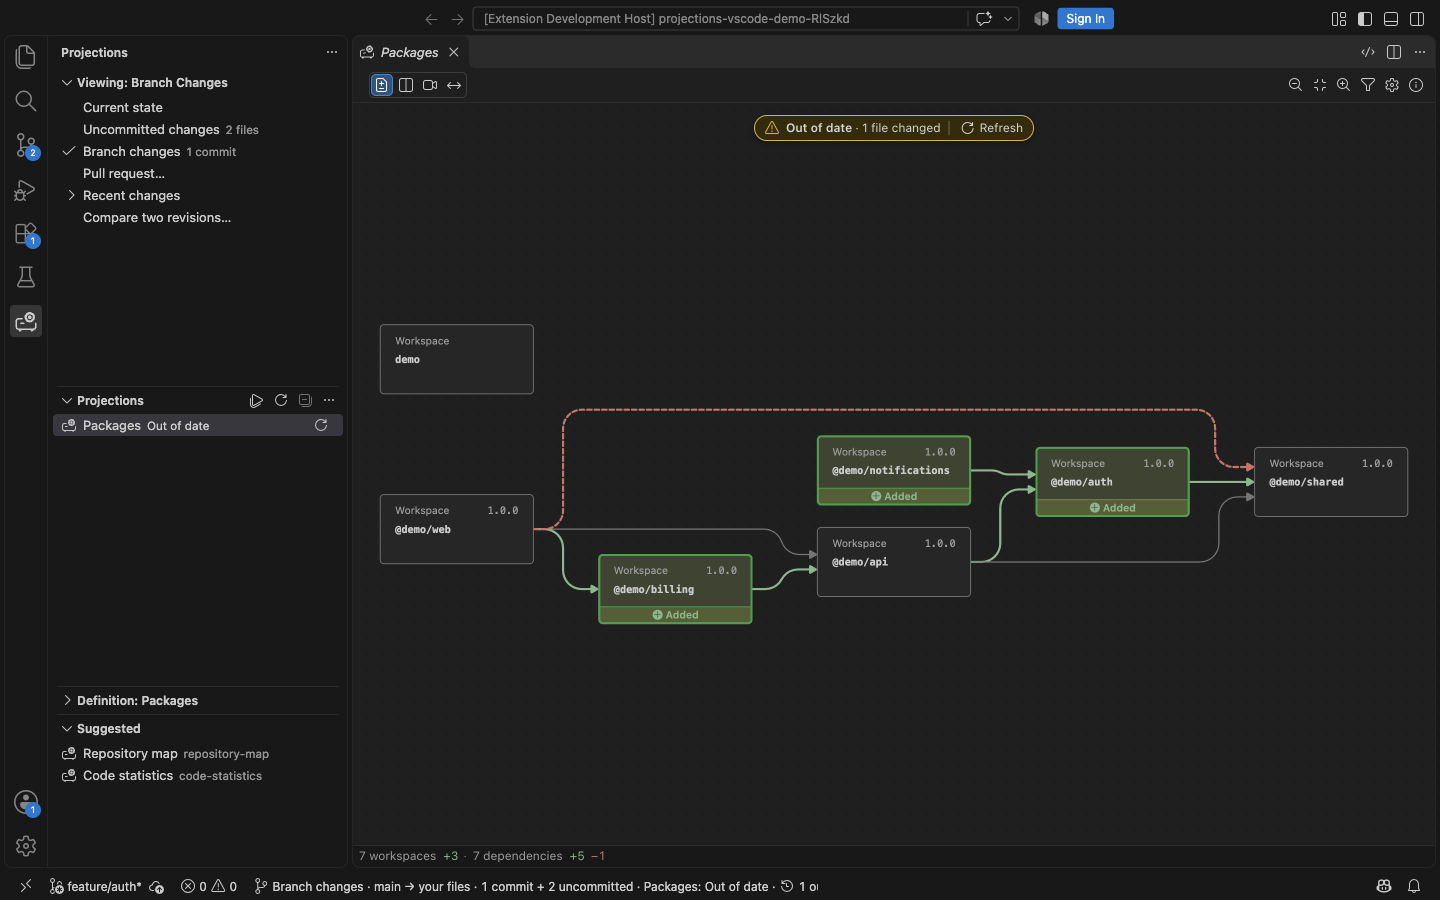 [Extension Development Host] projections-vscode-demo-RlSzkd
Sign In
Projections
Viewing: Branch Changes
Current state
Uncommitted changes 2 files
Branch changes 1 commit
Pull request...
Recent changes
Compare two revisions...
2
1
Projections
Packages Out of date
Definition: Packages
Suggested
Repository map repository-map
Code statistics code-statistics
1
Packages
Out of date · 1 file changed
Refresh
Workspace
demo
Workspace 1.0.0
@demo/web
Workspace 1.0.0
@demo/billing
Added
Workspace 1.0.0
@demo/notifications
Added
Workspace 1.0.0
@demo/api
Workspace 1.0.0
@demo/auth
Added
Workspace 1.0.0
@demo/shared
7 workspaces +3 · 7 dependencies +5 −1
feature/auth* 0 0 Branch changes · main → your files · 1 commit + 2 uncommitted · Packages: Out of date · 1